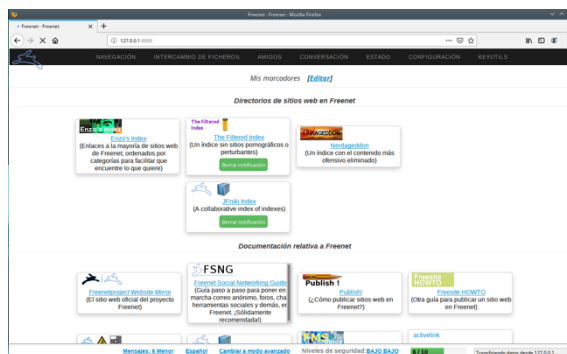 Freenet - Freenet - Mozilla Firefox
Freenet - Freenet
127.0.0.1:8888
NAVEGACIÓN INTERCAMBIO DE FICHEROS AMIGOS CONVERSACIÓN ESTADO CONFIGURACIÓN KEYUTILS
Mis marcadores [Editor]
Directorios de sitios web en Freenet
Enzo's Index
Enzo's Index
(Enlaces a la mayoría de sitios web
de Freenet, ordenados por
categorías para facilitar que
encuentre lo que quiere)
The Filtered
Index
The Filtered Index
(Un índice sin sitios pornográficos o
perturbantes)
Borrar notificación
NERDAGEDDON
Nerdageddon
(Un índice con el contenido más
ofensivo eliminado)
JFniki Index
(A collaborative index of indexes)
Borrar notificación
Documentación relativa a Freenet
Freenetproject Website Mirror
(El sitio web oficial del proyecto
Freenet)
FSNG
Freenet Social Networking Guide
(Guía paso a paso para poner en
marcha correo anónimo, foros, cha
herramientas sociales y demás, en
Freenet. ¡Sólidamente
recomendada!)
Publish !
Publish!
(¿Cómo publicar sitios web en
Freenet?)
Freesite
HOWTO
Freesite HOWTO
(Otra guía para publicar un sitio web
en Freenet)
FMS
activelink
Mensajes: 6 Menor Español Cambiar a modo avanzado Niveles de seguridad: BAJO BAJO 6 / 10
Transfiriendo datos desde 127.0.0.1...